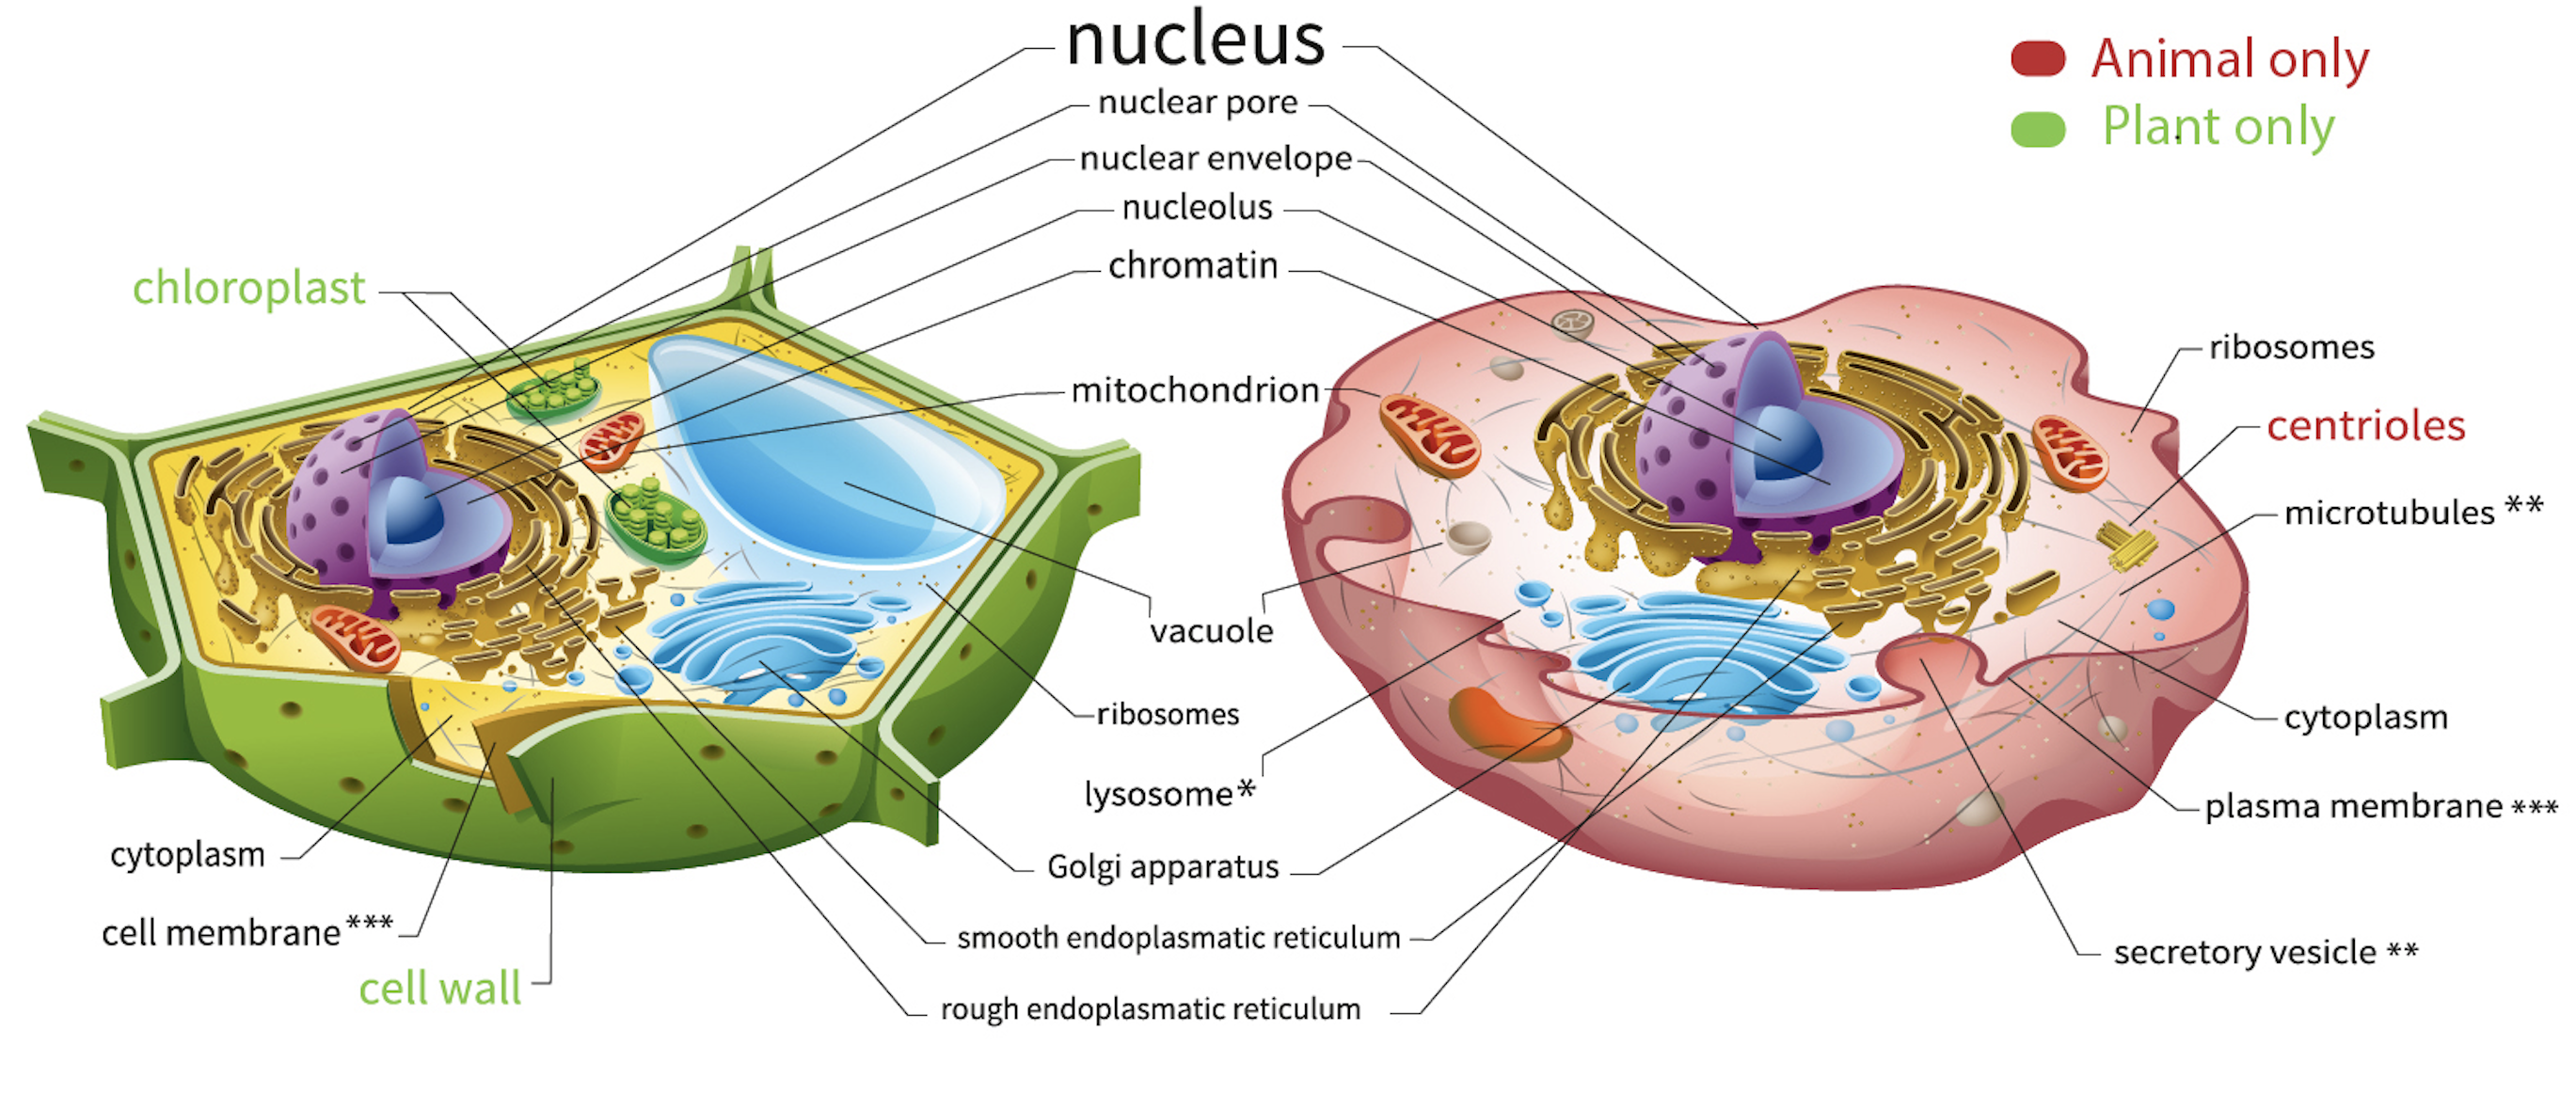 nucleus
nuclear pore
nuclear envelope
nucleolus
chromatin
mitochondrion
Animal only
Plant only
chloroplast
ribosomes
centrioles
microtubules **
vacuole
ribosomes
lysosome*
cytoplasm
plasma membrane ***
cytoplasm
Golgi apparatus
cell membrane***
smooth endoplasmatic reticulum
secretory vesicle **
cell wall
rough endoplasmatic reticulum